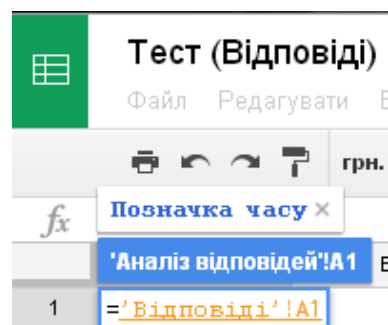 Тест (Відповіді)
Файл Редагувати В
грн.
fx
Позначка часу ×
'Аналіз відповідей'!A1
В
1
='Відповіді'!A1